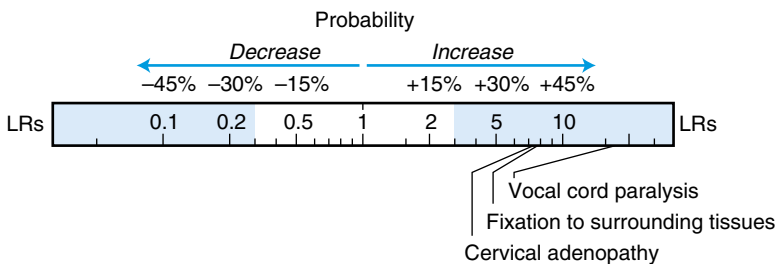 Probability
Decrease Increase
–45% –30% –15% +15% +30% +45%
LRs 0.1 0.2 0.5 1 2 5 10 LRs
Vocal cord paralysis
Fixation to surrounding tissues
Cervical adenopathy